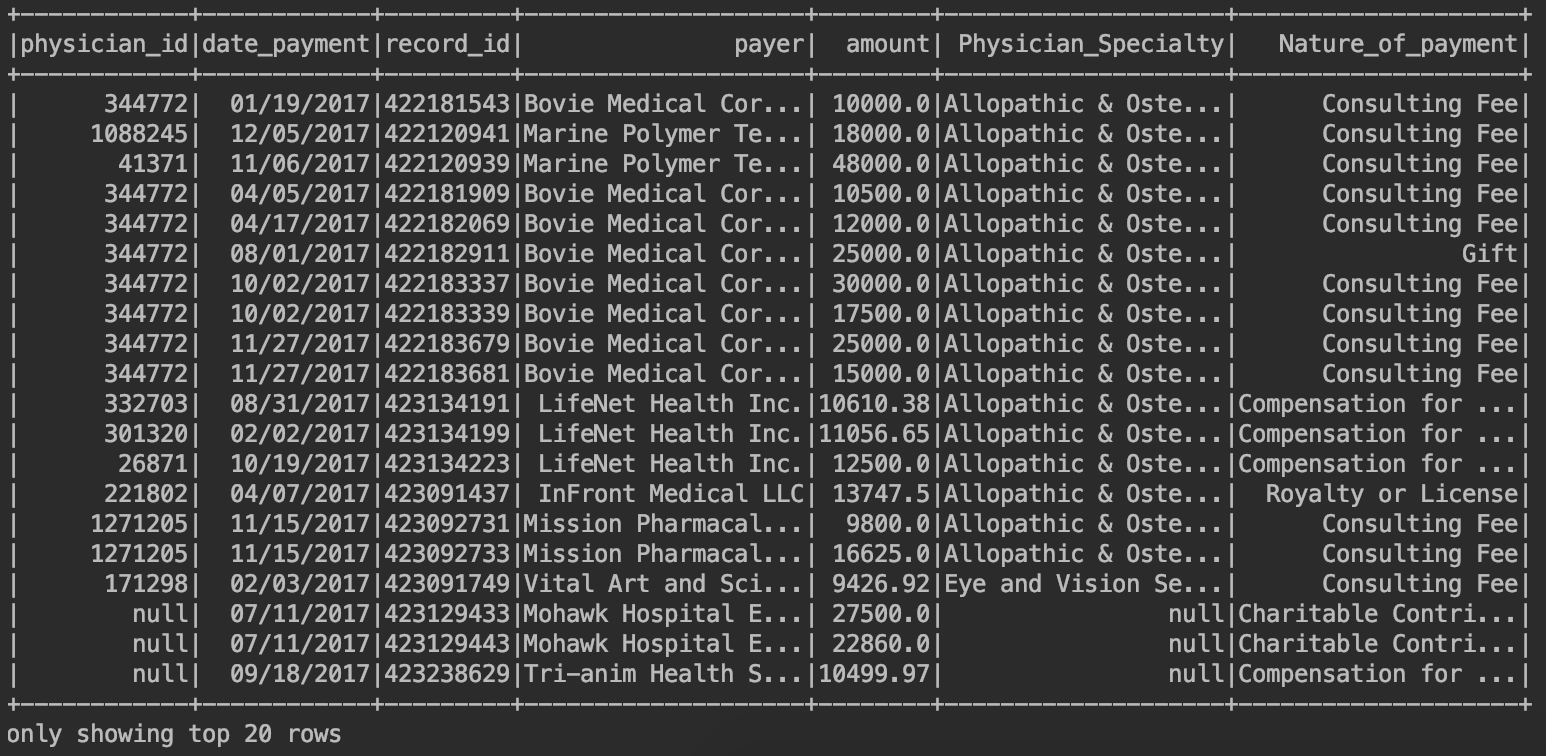 +-----------+------------+---------+--------------------+--------+--------------------+--------------------+
|physician_id|date_payment|record_id|               payer|  amount| Physician_Specialty|   Nature_of_payment|
+-----------+------------+---------+--------------------+--------+--------------------+--------------------+
|      344772|  01/19/2017|422181543|Bovie Medical Cor...| 10000.0|Allopathic & Oste...|      Consulting Fee|
|     1088245|  12/05/2017|422120941|Marine Polymer Te...| 18000.0|Allopathic & Oste...|      Consulting Fee|
|       41371|  11/06/2017|422120939|Marine Polymer Te...| 48000.0|Allopathic & Oste...|      Consulting Fee|
|      344772|  04/05/2017|422181909|Bovie Medical Cor...| 10500.0|Allopathic & Oste...|      Consulting Fee|
|      344772|  04/17/2017|422182069|Bovie Medical Cor...| 12000.0|Allopathic & Oste...|      Consulting Fee|
|      344772|  08/01/2017|422182911|Bovie Medical Cor...| 25000.0|Allopathic & Oste...|                Gift|
|      344772|  10/02/2017|422183337|Bovie Medical Cor...| 30000.0|Allopathic & Oste...|      Consulting Fee|
|      344772|  10/02/2017|422183339|Bovie Medical Cor...| 17500.0|Allopathic & Oste...|      Consulting Fee|
|      344772|  11/27/2017|422183679|Bovie Medical Cor...| 25000.0|Allopathic & Oste...|      Consulting Fee|
|      344772|  11/27/2017|422183681|Bovie Medical Cor...| 15000.0|Allopathic & Oste...|      Consulting Fee|
|      332703|  08/31/2017|423134191| LifeNet Health Inc.|10610.38|Allopathic & Oste...|Compensation for ...|
|      301320|  02/02/2017|423134199| LifeNet Health Inc.|11056.65|Allopathic & Oste...|Compensation for ...|
|       26871|  10/19/2017|423134223| LifeNet Health Inc.| 12500.0|Allopathic & Oste...|Compensation for ...|
|      221802|  04/07/2017|423091437| InFront Medical LLC| 13747.5|Allopathic & Oste...|  Royalty or License|
|     1271205|  11/15/2017|423092731|Mission Pharmacal...|  9800.0|Allopathic & Oste...|      Consulting Fee|
|     1271205|  11/15/2017|423092733|Mission Pharmacal...| 16625.0|Allopathic & Oste...|      Consulting Fee|
|      171298|  02/03/2017|423091749|Vital Art and Sci...| 9426.92|Eye and Vision Se...|      Consulting Fee|
|        null|  07/11/2017|423129433|Mohawk Hospital E...| 27500.0|                null|Charitable Contri...|
|        null|  07/11/2017|423129443|Mohawk Hospital E...| 22860.0|                null|Charitable Contri...|
|        null|  09/18/2017|423238629|Tri-anim Health S...|10499.97|                null|Compensation for ...|
+-----------+------------+---------+--------------------+--------+--------------------+--------------------+
only showing top 20 rows